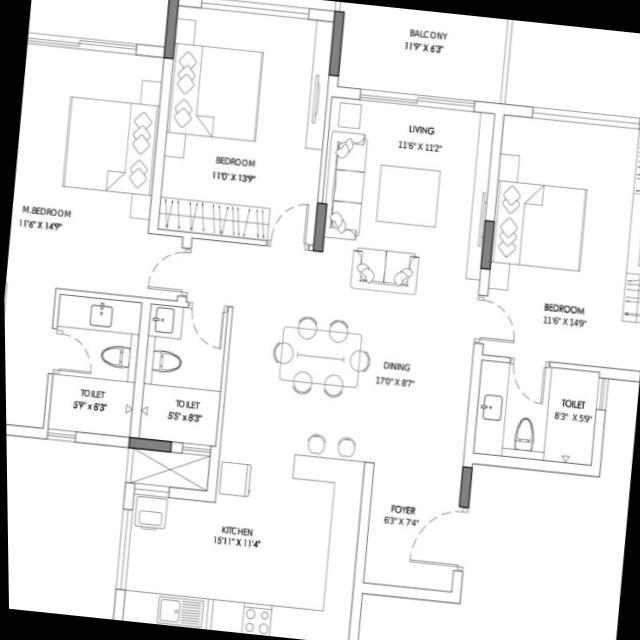 BALCONY
11'9" X 6'3"
LIVING
11'6" X 11'2"
BEDROOM
11'0" X 13'9"
M.BEDROOM
11'6" X 14'9"
BEDROOM
11'6" X 14'9"
DINING
17'0" X 8'7"
TOILET
5'9" x 8'3"
TOILET
5'5" x 8'3"
TOILET
8'3" X 5'9"
FOYER
6'3" X 7'4"
KITCHEN
15'11" X 11'4"